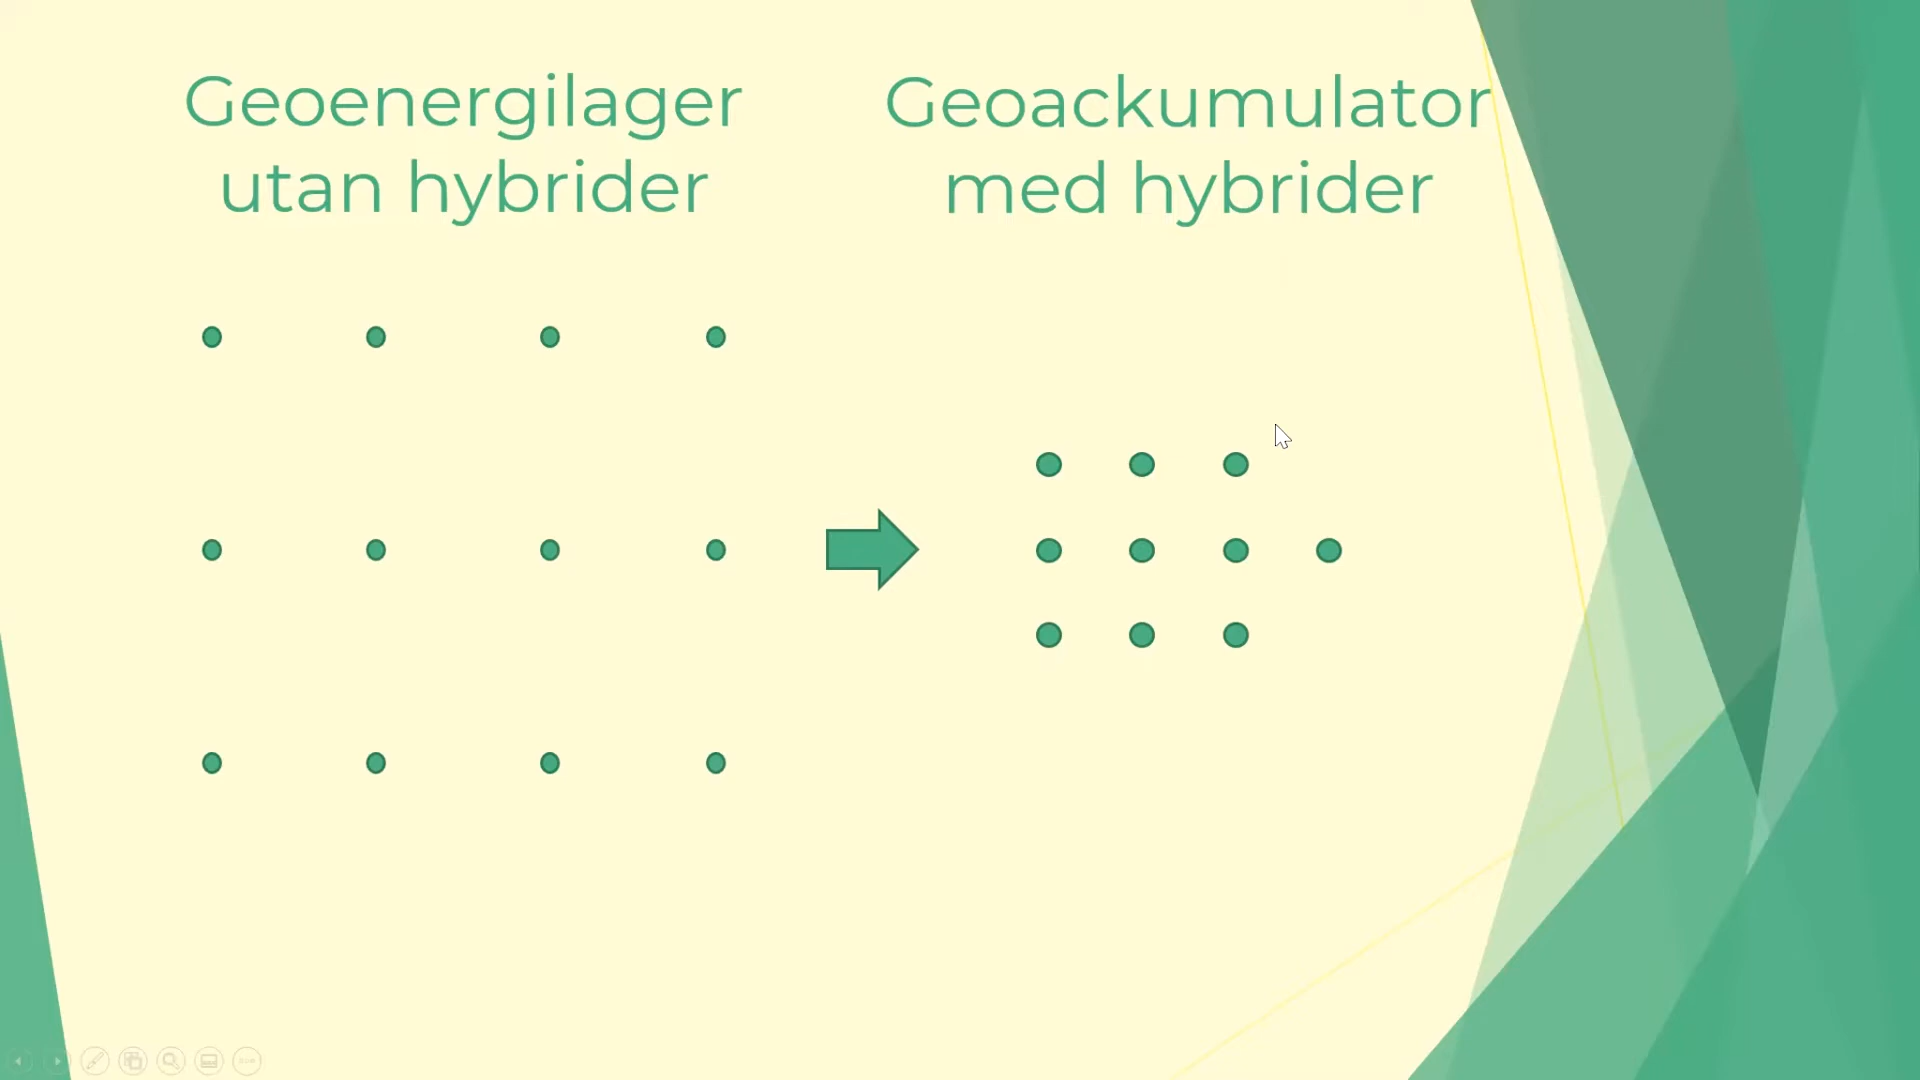 Geoenergilager
utan hybrider
Geoackumulator
med hybrider